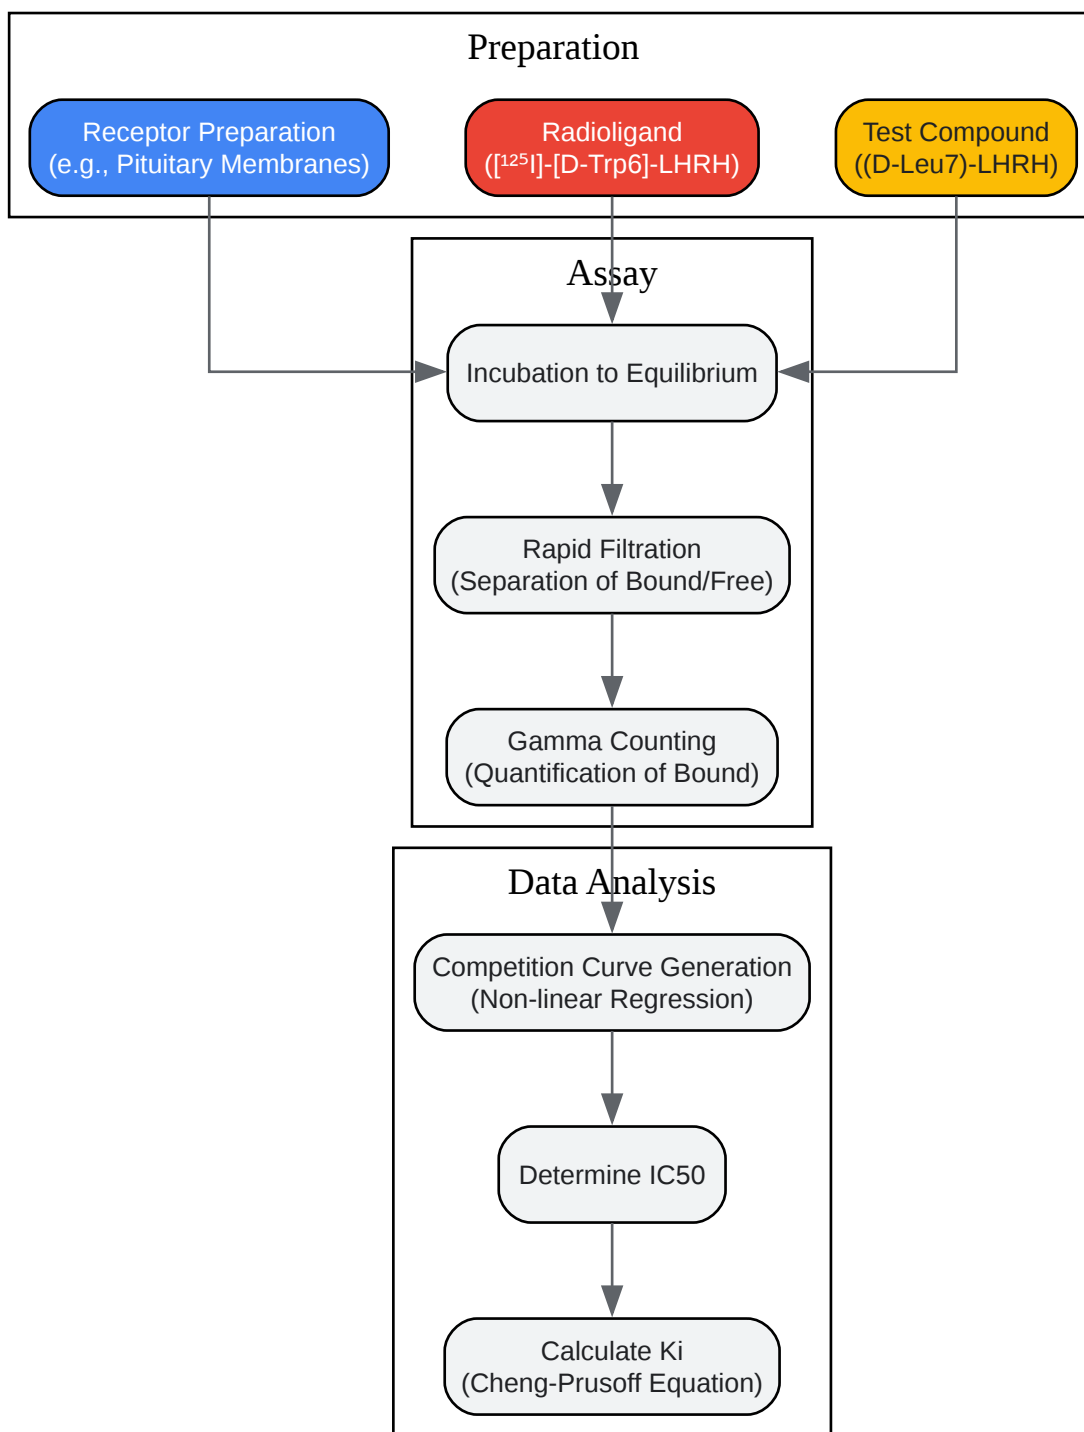 Preparation
Receptor Preparation
(e.g., Pituitary Membranes)
Radioligand
([¹²⁵I]-[D-Trp6]-LHRH)
Test Compound
((D-Leu7)-LHRH)
Assay
Incubation to Equilibrium
Rapid Filtration
(Separation of Bound/Free)
Gamma Counting
(Quantification of Bound)
Data Analysis
Competition Curve Generation
(Non-linear Regression)
Determine IC50
Calculate Ki
(Cheng-Prusoff Equation)